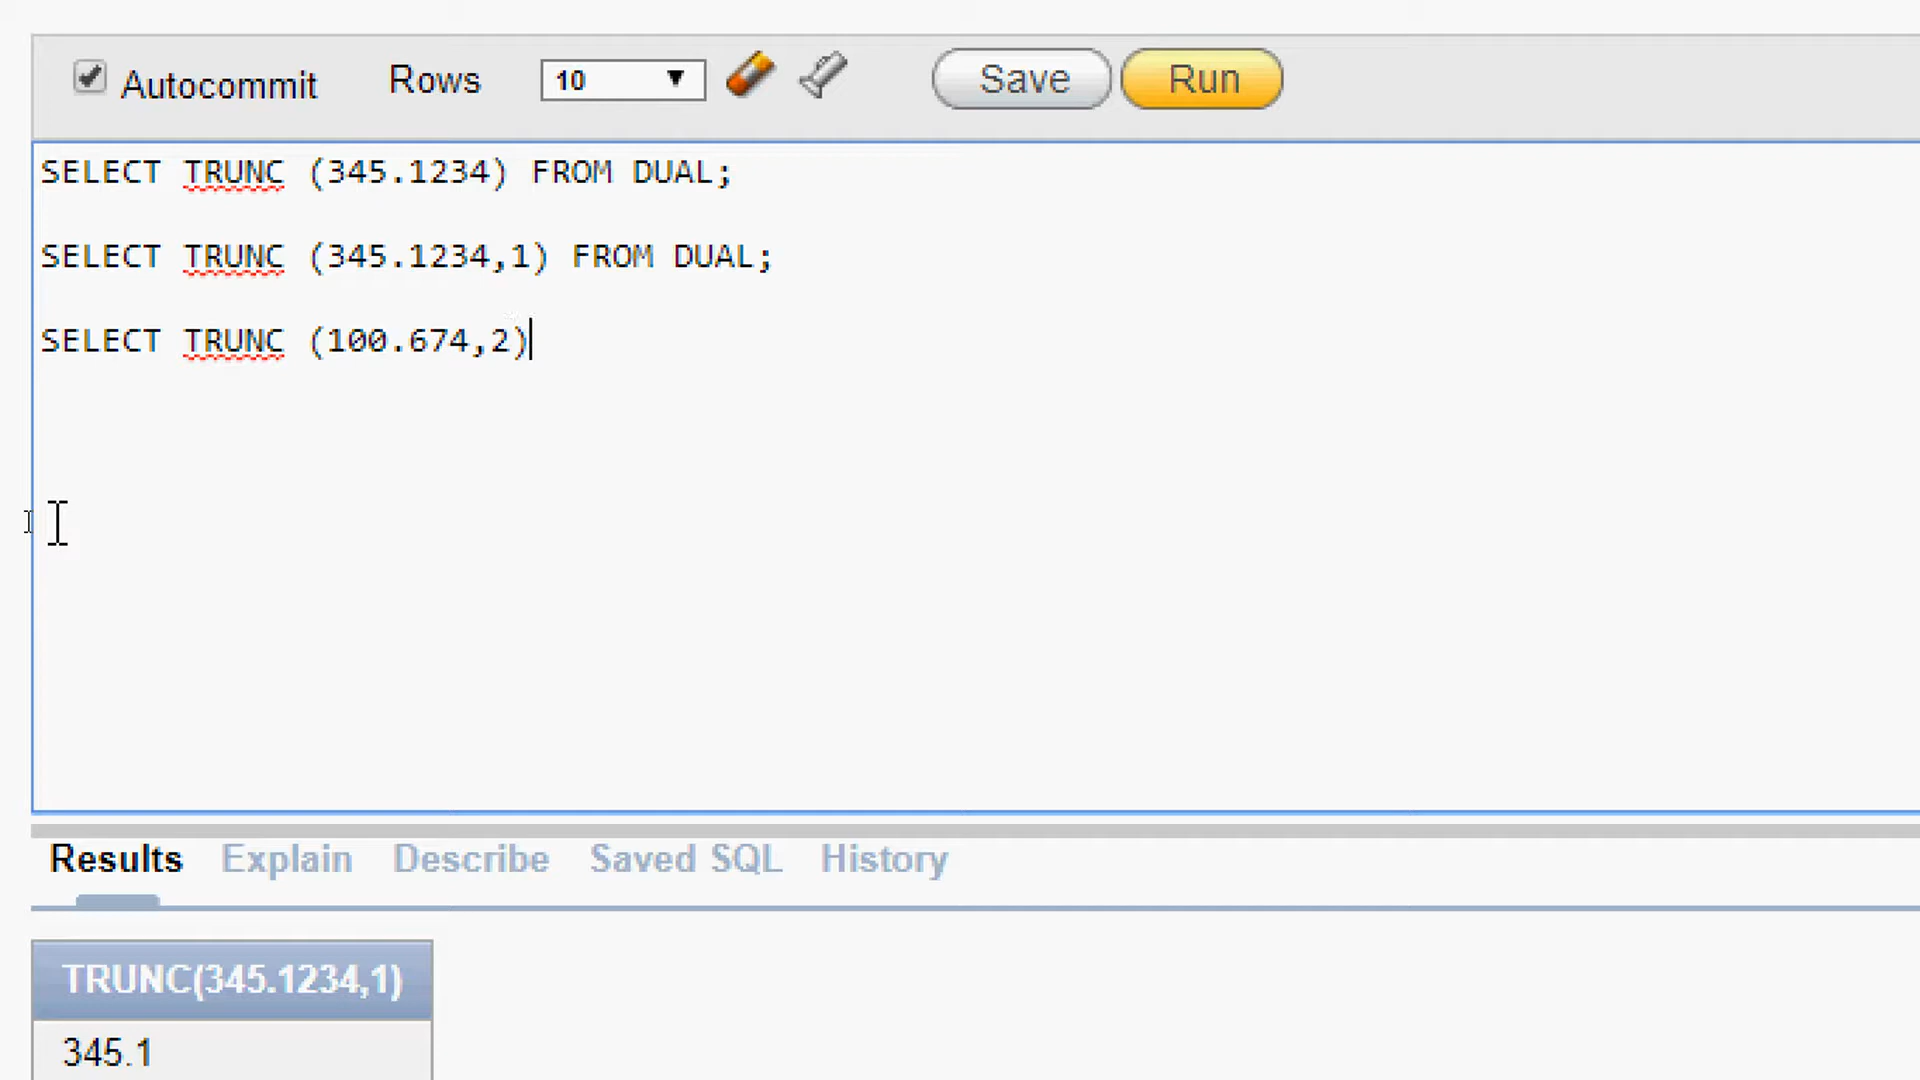 Autocommit Rows 10 Save Run
SELECT TRUNC (345.1234) FROM DUAL;
SELECT TRUNC (345.1234,1) FROM DUAL;
SELECT TRUNC (100.674,2)
Results Explain Describe Saved SQL History
TRUNC(345.1234,1)
345.1